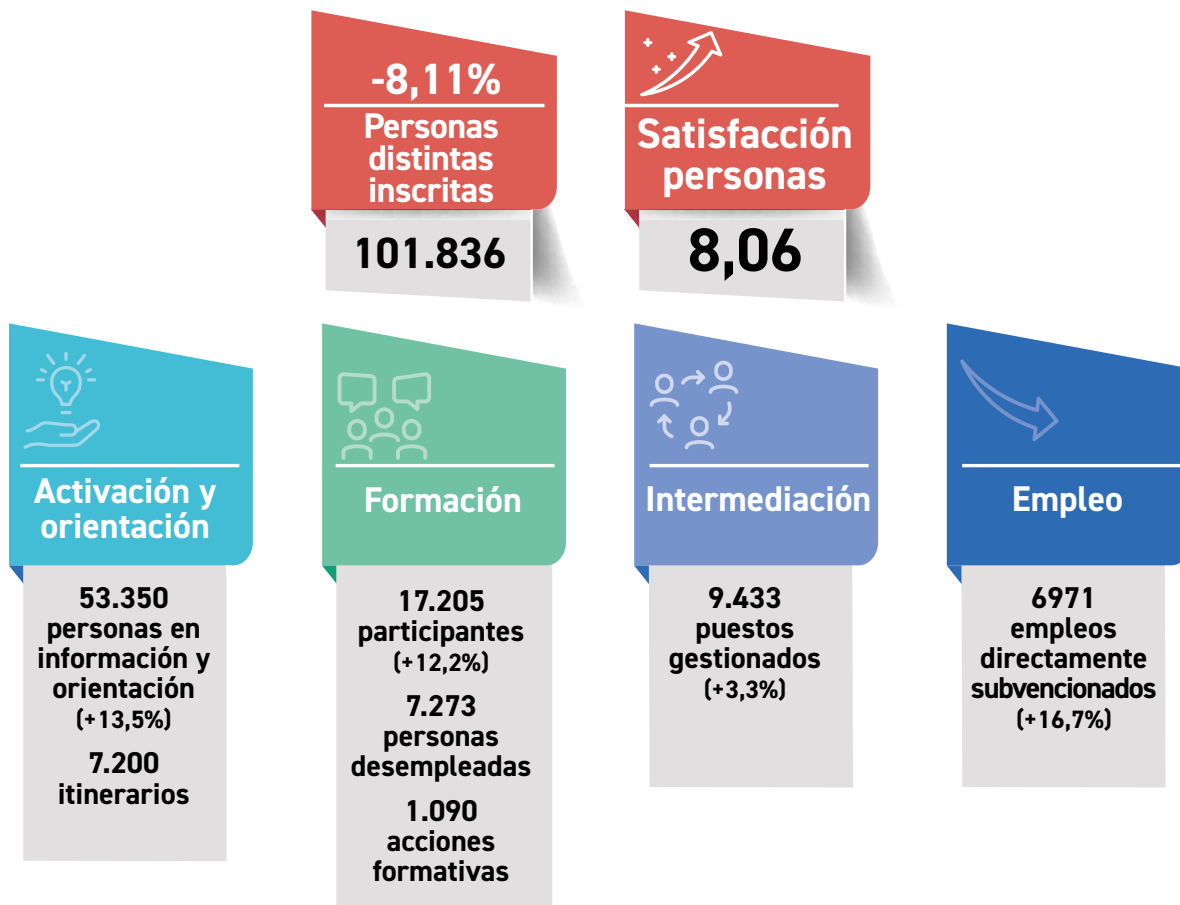 -8,11%
Personas
distintas
inscritas
101.836
Satisfacción
personas
8,06
Activación y
orientación
53.350
personas en
información y
orientación
(+13,5%)
7.200
itinerarios
Formación
17.205
participantes
(+12,2%)
7.273
personas
desempleadas
1.090
acciones
formativas
Intermediación
9.433
puestos
gestionados
(+3,3%)
Empleo
6971
empleos
directamente
subvencionados
(+16,7%)